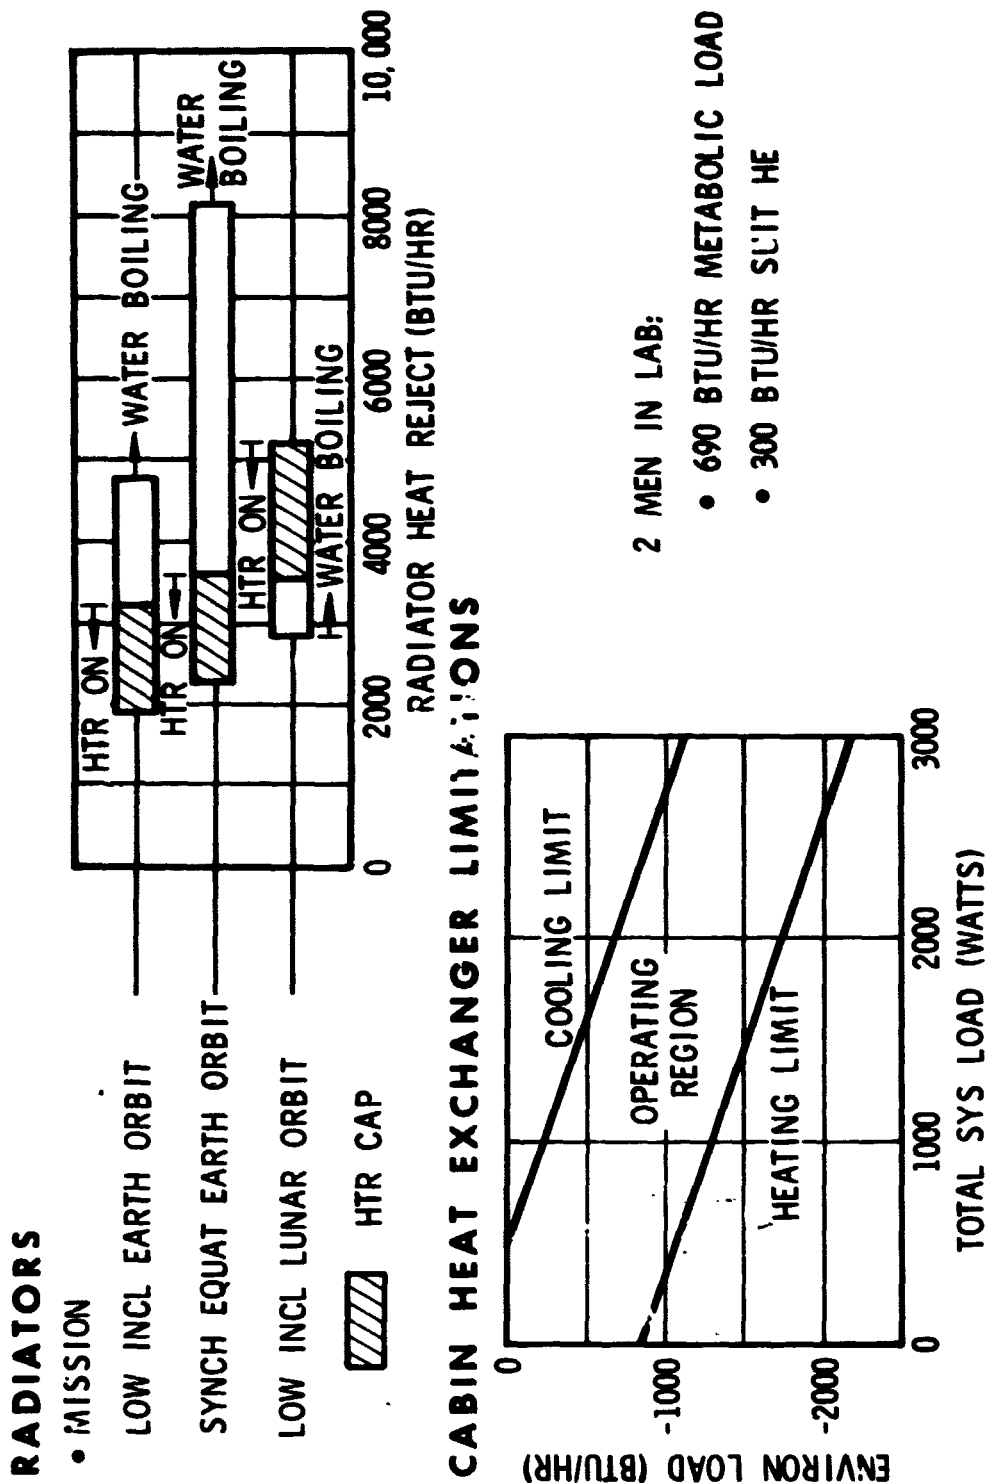 RADIATORS
• MISSION
LOW INCL EARTH ORBIT
SYNCH EQUAT EARTH ORBIT
LOW INCL LUNAR ORBIT
HTR CAP
HTR ON
WATER BOILING
HTR ON
WATER
BOILING
HTR ON
WATER BOILING
0
2000
4000
6000
8000
10,000
RADIATOR HEAT REJECT (BTU/HR)
CABIN HEAT EXCHANGER LIMITATIONS
ENVIRON LOAD (BTU/HR)
0
-1000
-2000
COOLING LIMIT
OPERATING
REGION
HEATING LIMIT
0
1000
2000
3000
TOTAL SYS LOAD (WATTS)
2 MEN IN LAB:
• 690 BTU/HR METABOLIC LOAD
• 300 BTU/HR SUIT HE